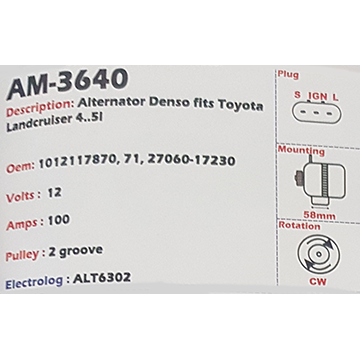 AM-3640
Description: Alternator Denso fits Toyota
Landcruiser 4..5l
Oem: 1012117870, 71, 27060-17230
Volts : 12
Amps : 100
Pulley : 2 groove
Electrolog : ALT6302
Plug
S IGN L
Mounting
58mm
Rotation
CW